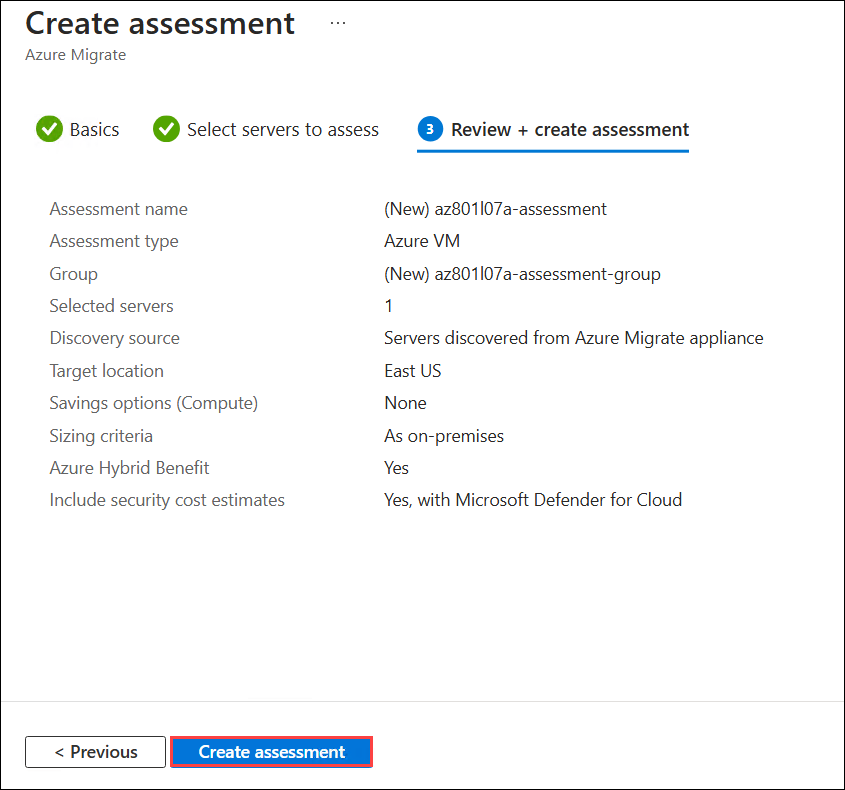 Create assessment ...
Azure Migrate
Basics Select servers to assess 3 Review + create assessment
Assessment name (New) az801l07a-assessment
Assessment type Azure VM
Group (New) az801l07a-assessment-group
Selected servers 1
Discovery source Servers discovered from Azure Migrate appliance
Target location East US
Savings options (Compute) None
Sizing criteria As on-premises
Azure Hybrid Benefit Yes
Include security cost estimates Yes, with Microsoft Defender for Cloud
< Previous Create assessment